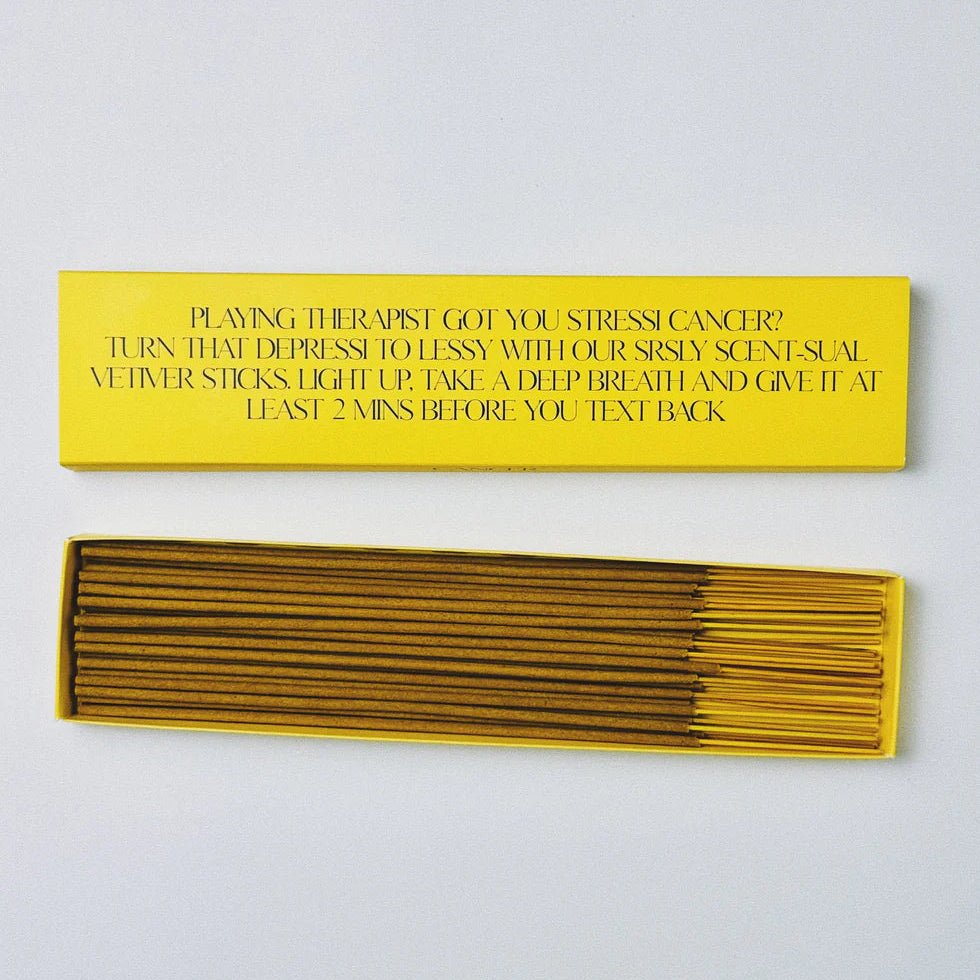 PLAYING THERAPIST GOT YOU STRESSI CANCER?
TURN THAT DEPRESSI TO LESSY WITH OUR SRSLY SCENT-SUAL
VETIVER STICKS. LIGHT UP, TAKE A DEEP BREATH AND GIVE IT AT
LEAST 2 MINS BEFORE YOU TEXT BACK